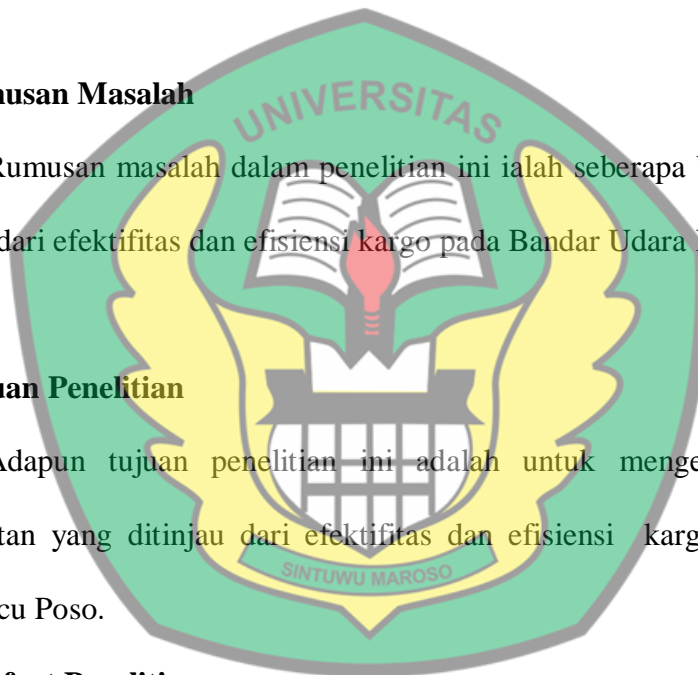 musan Masalah
UNIVERSITAS
Rumusan masalah dalam penelitian ini ialah seberapa
dari efektifitas dan efisiensi kargo pada Bandar Udara
uan Penelitian
Adapun tujuan penelitian ini adalah untuk menge
tan yang ditinjau dari efektifitas dan efisiensi karg
SINTUWU MAROSO
cu Poso.